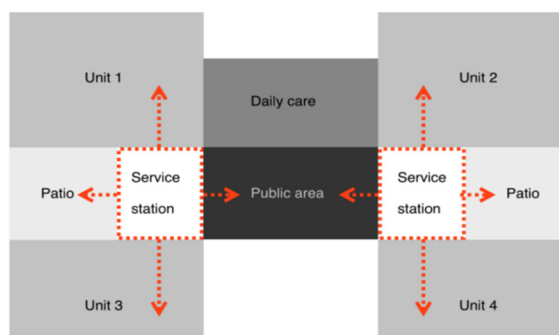 Unit 1
Unit 2
Daily care
Patio
Service
station
Public area
Service
station
Patio
Unit 3
Unit 4